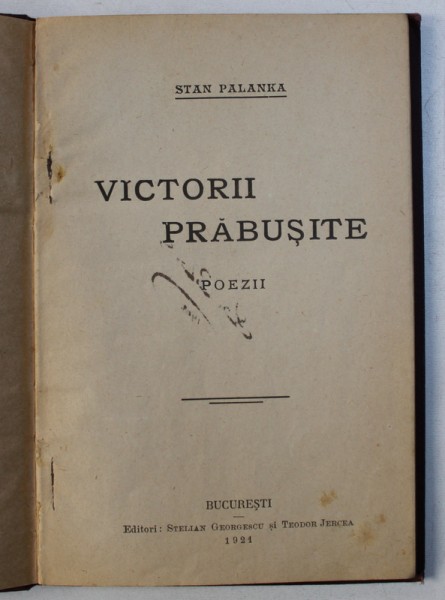 STAN PALANKA
VICTORII
PRĂBUȘITE
POEZII
BUCUREȘTI
Editori: STELIAN GEORGESCU și TEODOR JERCEA
1921